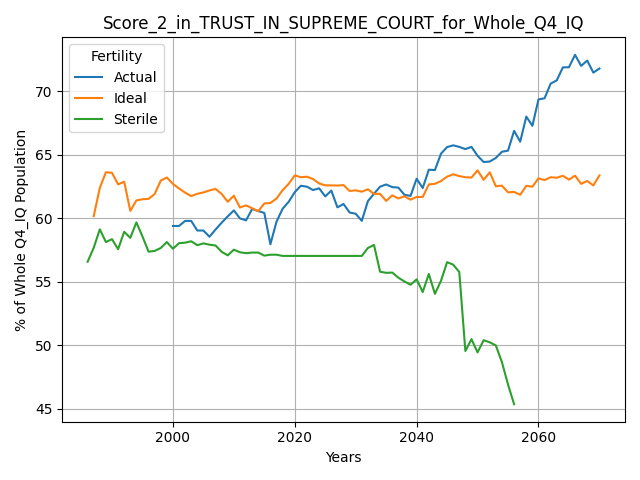 Score_2_in_TRUST_IN_SUPREME_COURT_for_Whole_Q4_IQ
Fertility
Actual
Ideal
Sterile
70
65
60
55
50
45
% of Whole Q4_IQ Population
2000 2020 2040 2060
Years